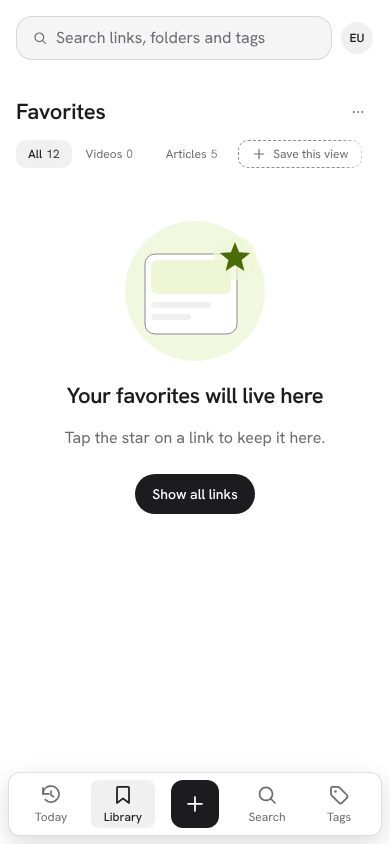 Search links, folders and tags
EU
Favorites
All 12
Videos 0
Articles 5
Save this view
Your favorites will live here
Tap the star on a link to keep it here.
Show all links
Today
Library
Search
Tags